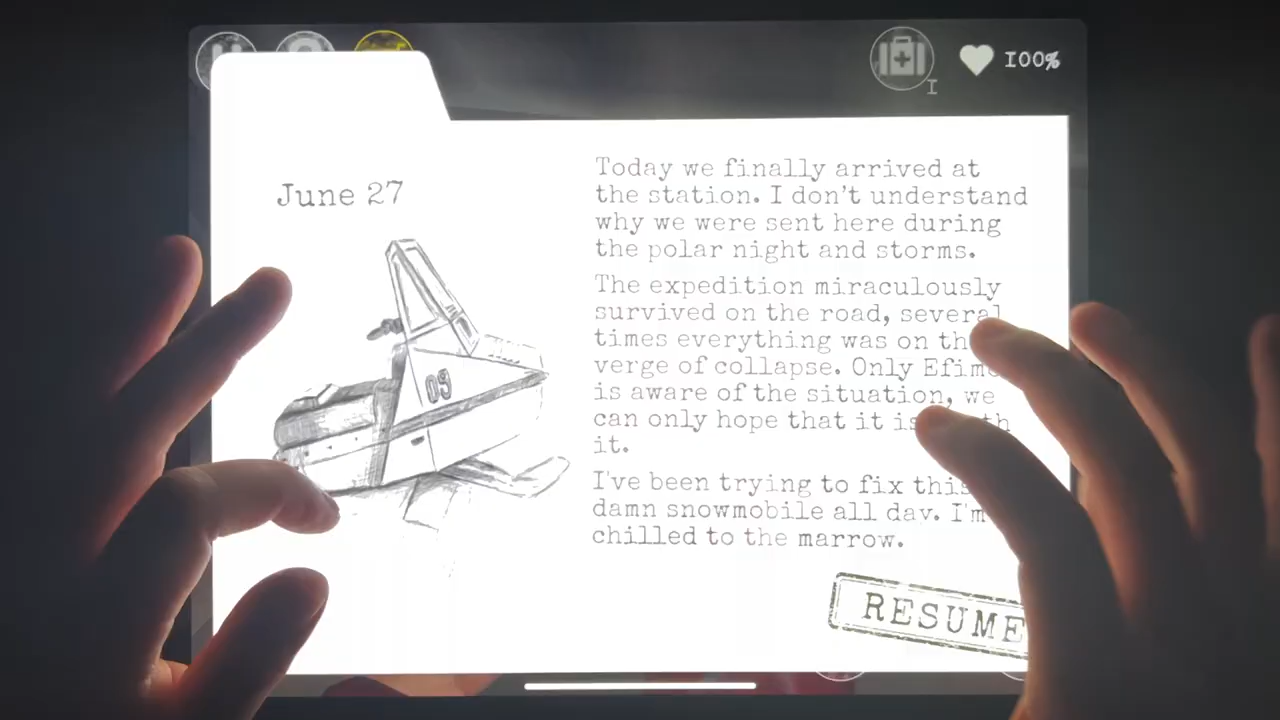 I
100%
June 27
09
Today we finally arrived at
the station. I don't understand
why we were sent here during
the polar night and storms.
The expedition miraculously
survived on the road, several
times everything was on
verge of collapse. Only
is aware of the situation, we
can only hope that it
it.
I've been trying to fix this
damn snowmobile all day. I'm
chilled to the marrow.
RESUME